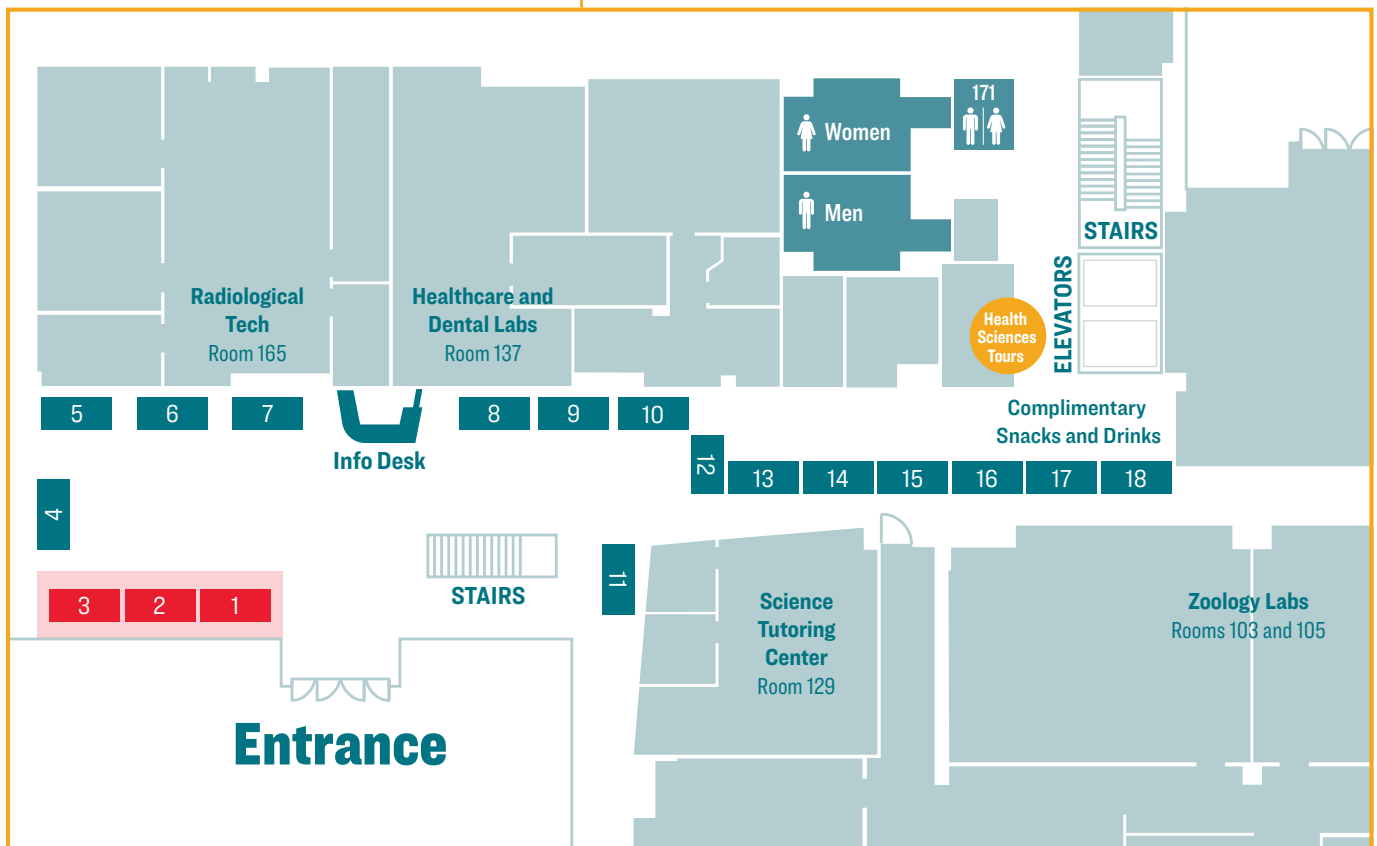 171
Women
Men
STAIRS
ELEVATORS
Radiological
Tech
Room 165
Healthcare and
Dental Labs
Room 137
Health
Sciences
Tours
5
6
7
Info Desk
8
9
10
Complimentary
Snacks and Drinks
12
13
14
15
16
17
18
4
3
2
1
STAIRS
11
Science
Tutoring
Center
Room 129
Zoology Labs
Rooms 103 and 105
Entrance